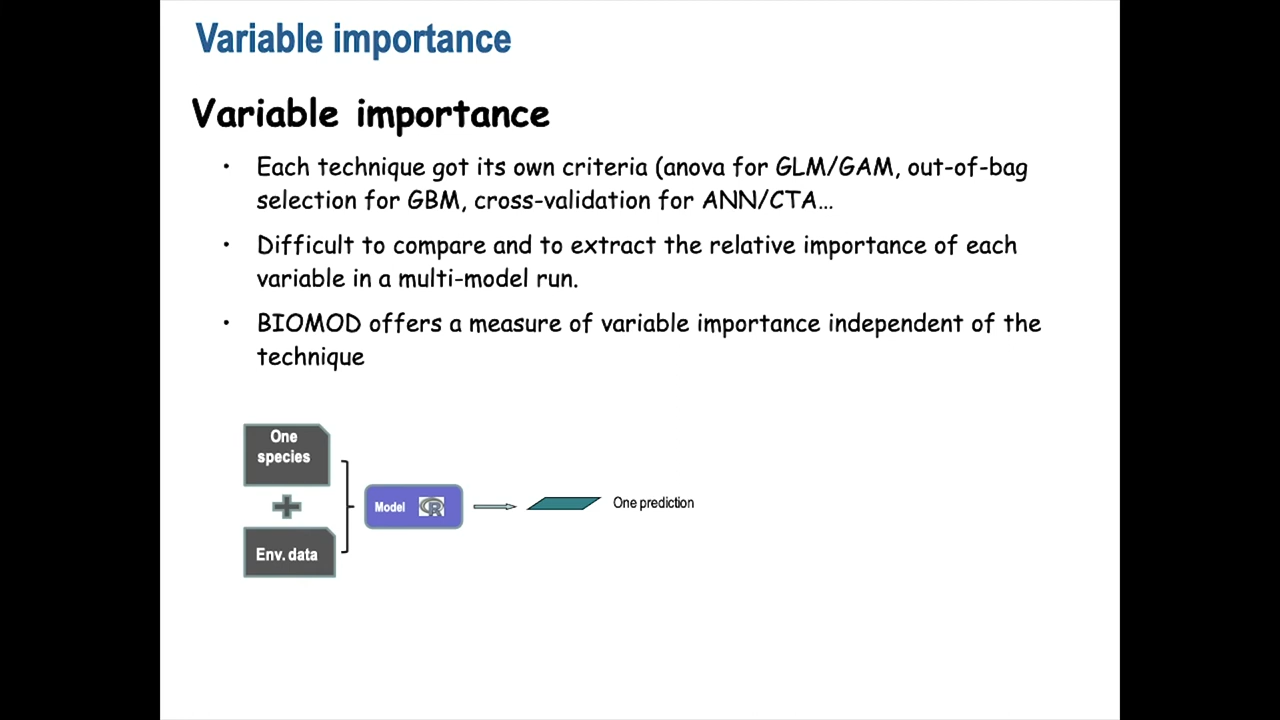 Variable importance
Variable importance
• Each technique got its own criteria (anova for GLM/GAM, out-of-bag
selection for GBM, cross-validation for ANN/CTA...
• Difficult to compare and to extract the relative importance of each
variable in a multi-model run.
• BIOMOD offers a measure of variable importance independent of the
technique
One
species
Model R
One prediction
Env. data